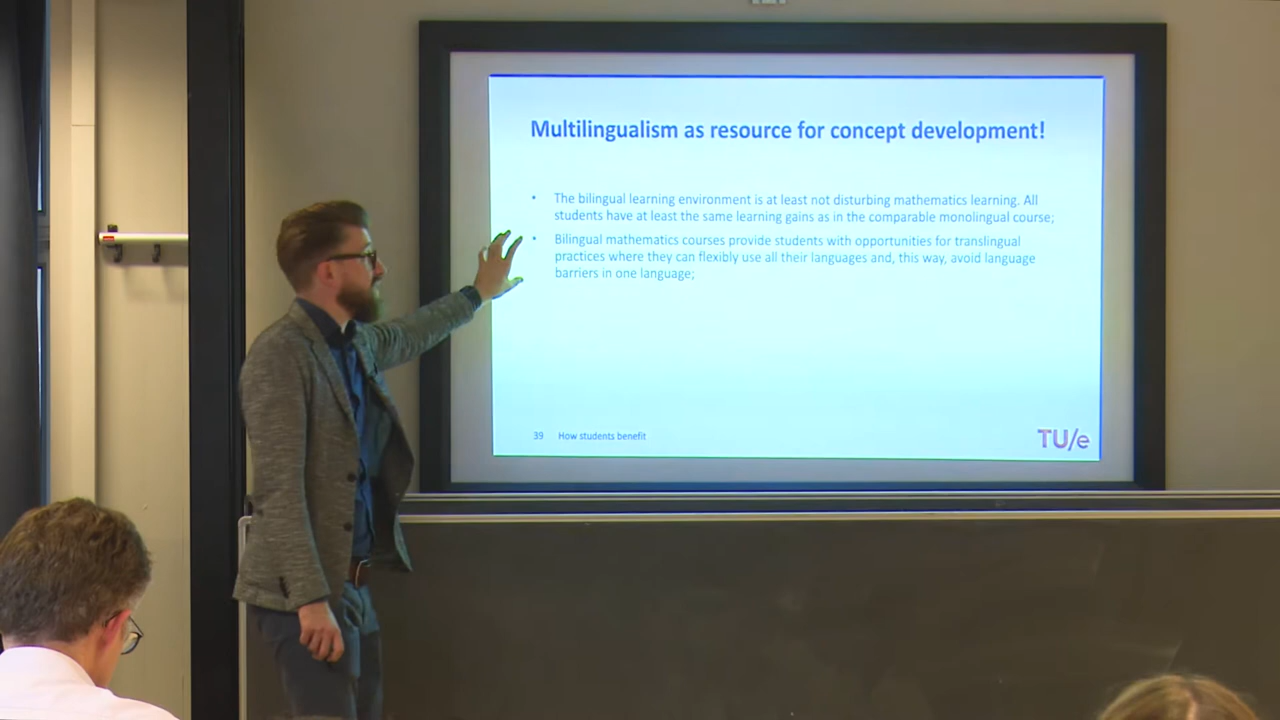 Multilingualism as resource for concept development!
• The bilingual learning environment is at least not disturbing mathematics learning. All
students have at least the same learning gains as in the comparable monolingual course;
• Bilingual mathematics courses provide students with opportunities for translingual
practices where they can flexibly use all their languages and, this way, avoid language
barriers in one language;
39 How students benefit
TU/e